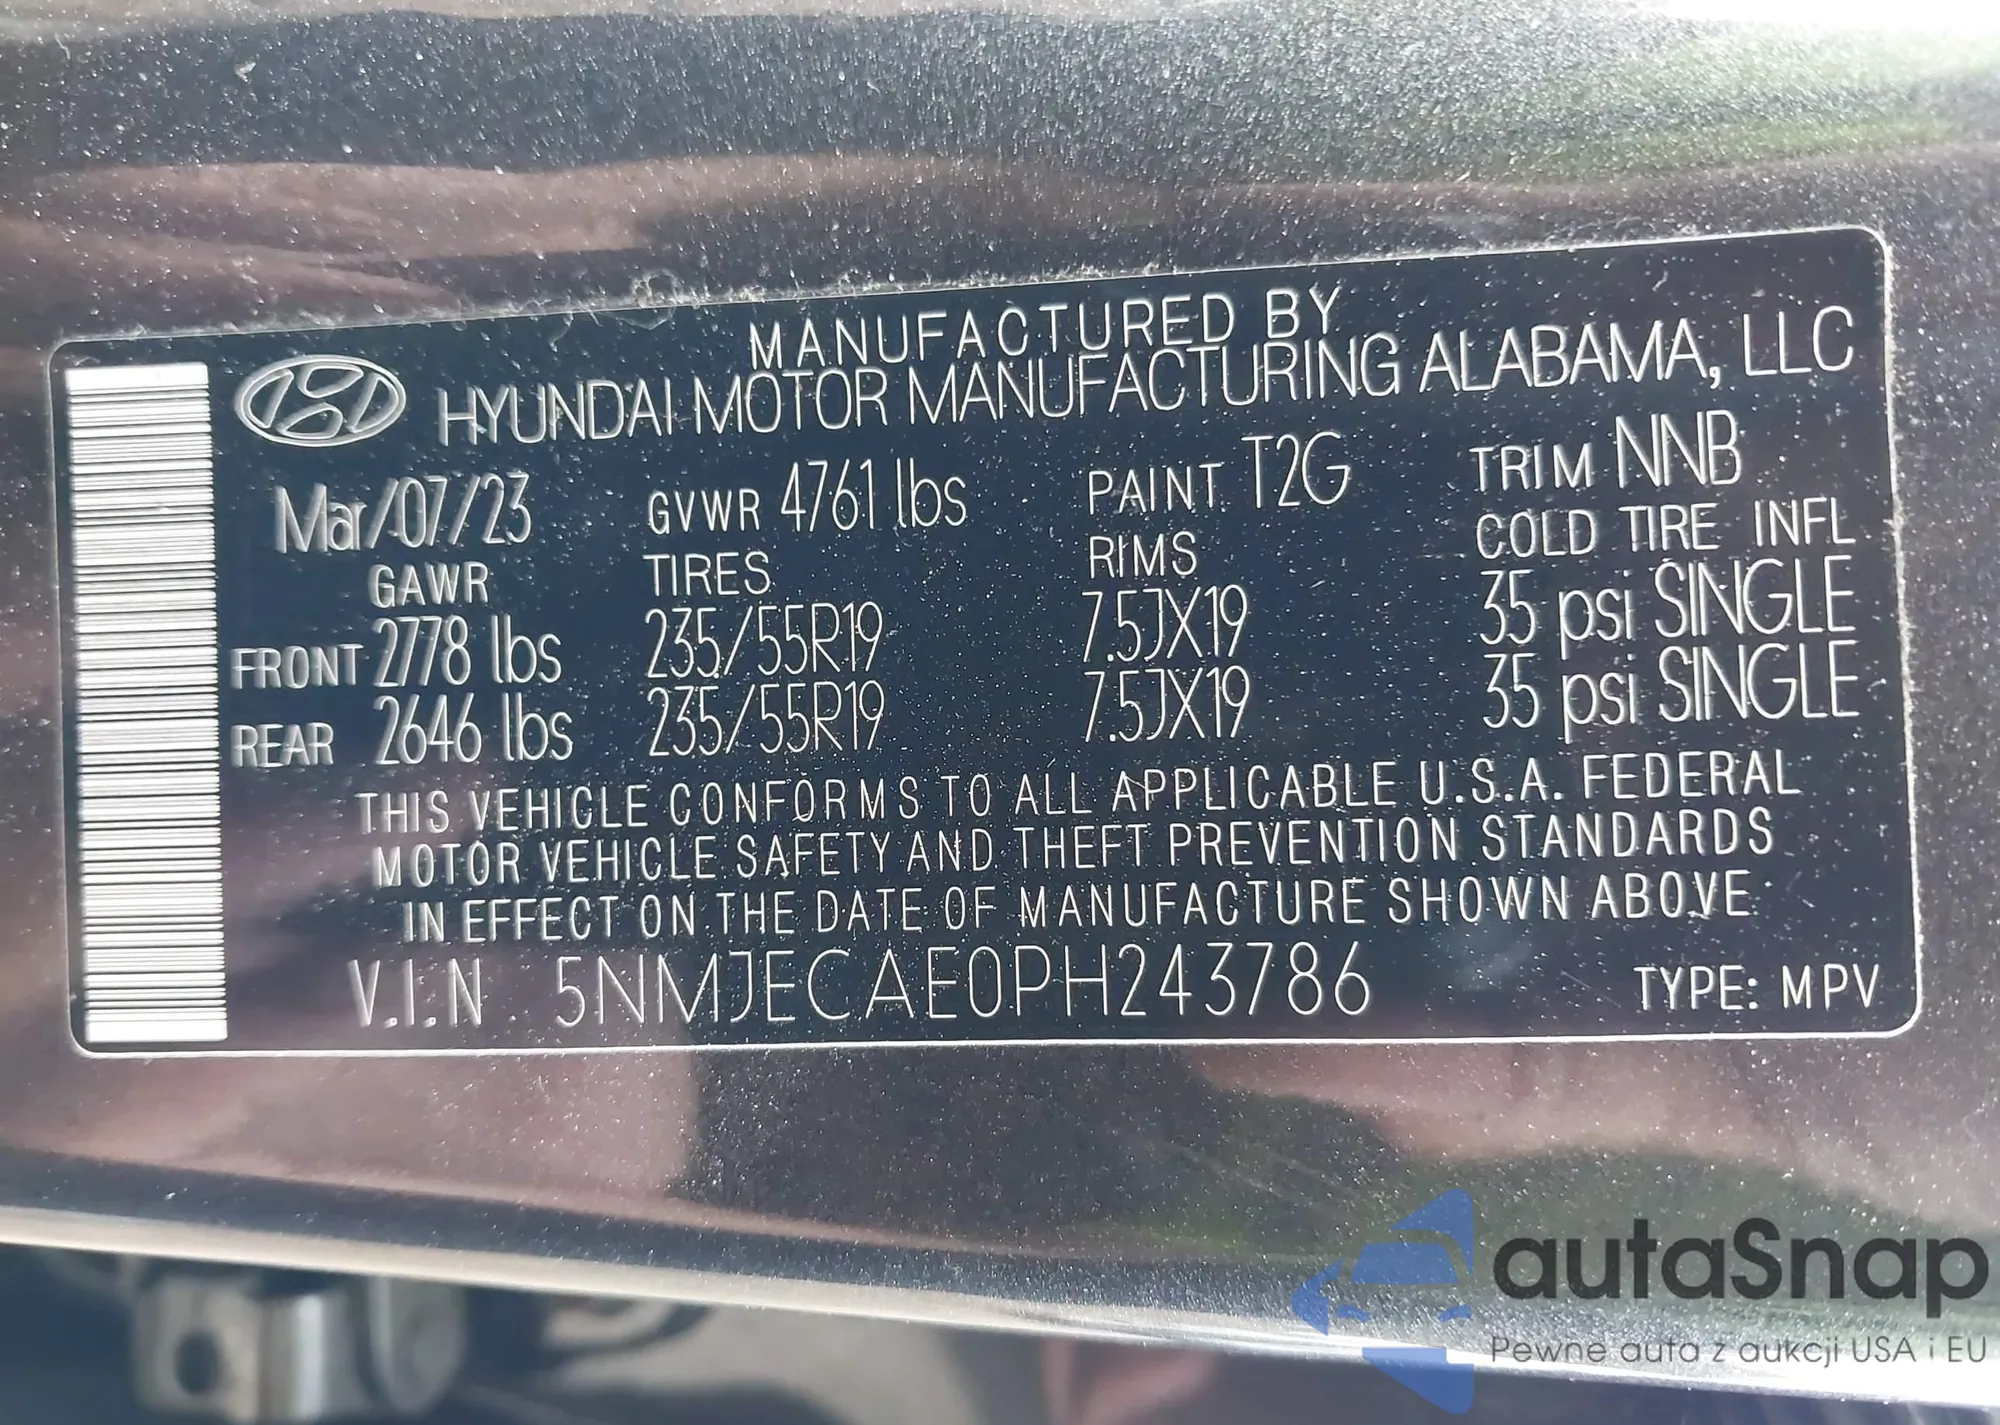 MANUFACTURED BY
HYUNDAI MOTOR MANUFACTURING ALABAMA, LLC
Mar/07/23 GVWR 4761 lbs PAINT T2G TRIM NNB
GAWR TIRES RIMS COLD TIRE INFL
FRONT 2778 lbs 235/55R19 7.5JX19 35 psi SINGLE
REAR 2646 lbs 235/55R19 7.5JX19 35 psi SINGLE
THIS VEHICLE CONFORMS TO ALL APPLICABLE U.S.A. FEDERAL
MOTOR VEHICLE SAFETY AND THEFT PREVENTION STANDARDS
IN EFFECT ON THE DATE OF MANUFACTURE SHOWN ABOVE
V.I.N 5NMJECAE0PH243786 TYPE: MPV
autaSnap
Pewne auta z aukcji USA i EU